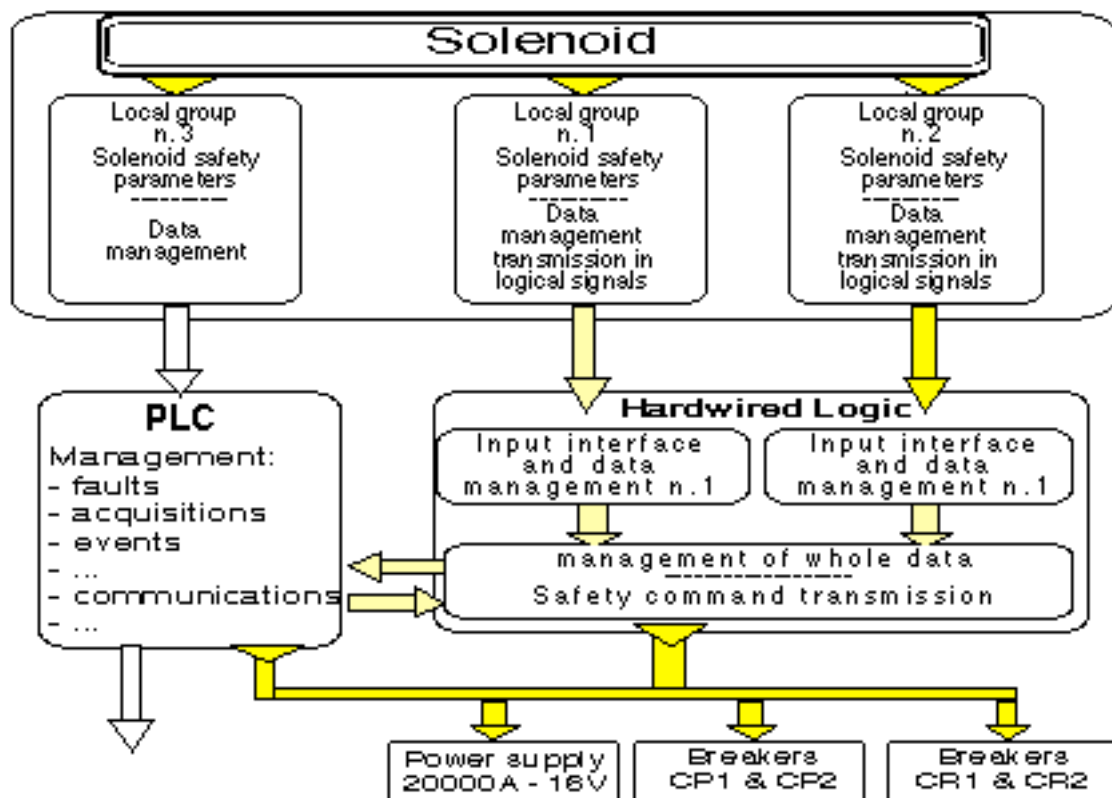 Solenoid
Local group
n. 3
Solenoid safety
parameters
----------
Data
management
Local group
n. 1
Solenoid safety
parameters
----------
Data
management
transmission in
logical signals
Local group
n. 2
Solenoid safety
parameters
----------
Data
management
transmission in
logical signals
PLC
Management:
- faults
- acquisitions
- events
- ...
- communications
- ...
Hardwired Logic
Input interface
and data
management n.1
Input interface
and data
management n.1
management of whole data
------------------
Safety command transmission
Power supply
20000A - 16V
Breakers
CP1 & CP2
Breakers
CR1 & CR2